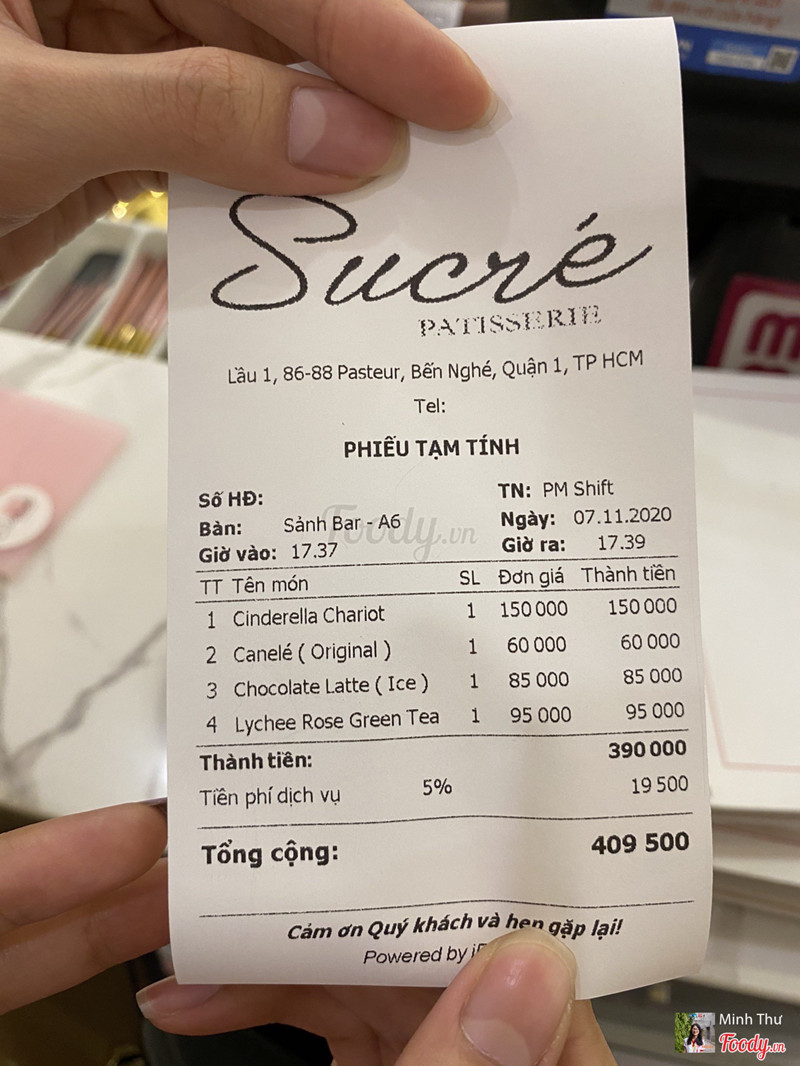 Sucré
PATISSERIE
Lầu 1, 86-88 Pasteur, Bến Nghé, Quận 1, TP HCM
Tel:
PHIẾU TẠM TÍNH
Số HĐ: TN: PM Shift
Bàn: Sảnh Bar - A6 Ngày: 07.11.2020
Giờ vào: 17.37 Giờ ra: 17.39
TT Tên món SL Đơn giá Thành tiền
1 Cinderella Chariot 1 150 000 150 000
2 Canelé ( Original ) 1 60 000 60 000
3 Chocolate Latte ( Ice ) 1 85 000 85 000
4 Lychee Rose Green Tea 1 95 000 95 000
Thành tiền: 390 000
Tiền phí dịch vụ 5% 19 500
Tổng cộng: 409 500
Cảm ơn Quý khách và hẹn gặp lại!
Powered by
Foody.vn
Minh Thư
Foody.vn